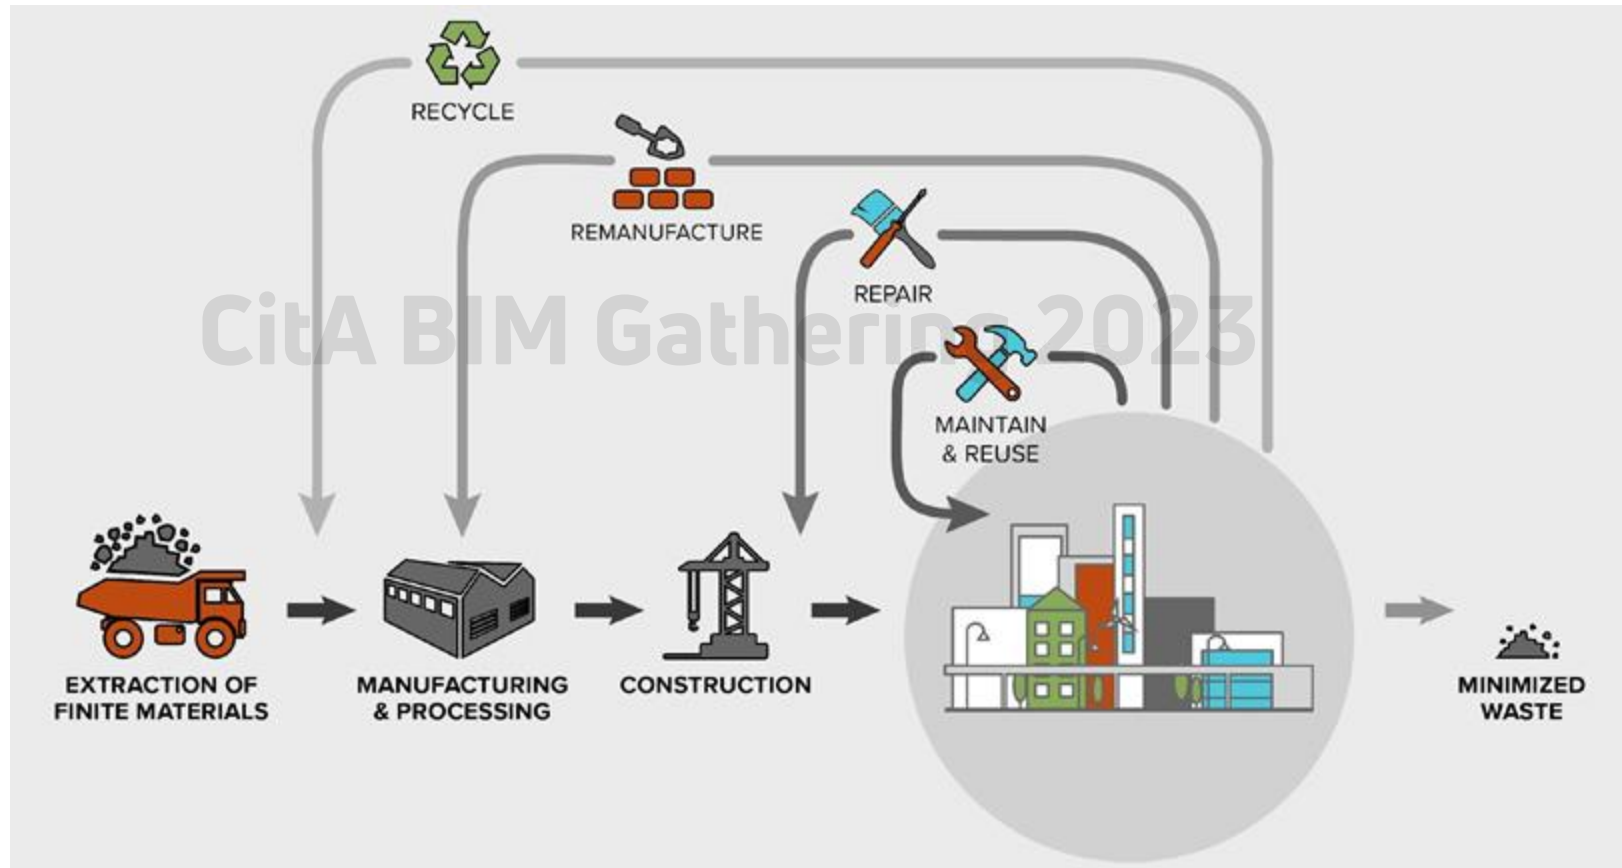 RECYCLE
REMANUFACTURE
REPAIR
CitA BIM Gathering 2023
MAINTAIN
& REUSE
EXTRACTION OF
FINITE MATERIALS
MANUFACTURING
& PROCESSING
CONSTRUCTION
MINIMIZED
WASTE